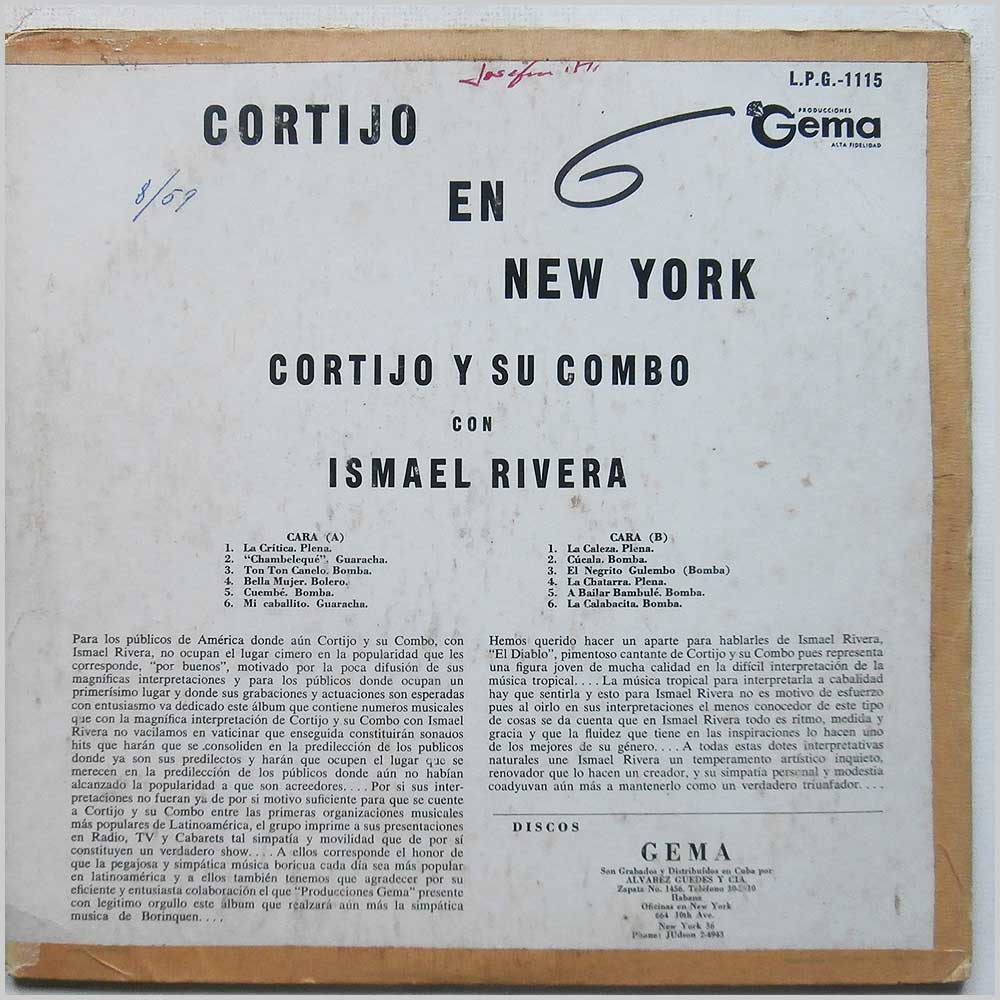 L.P.G.-1115
PRODUCCIONES
Gema
ALTA FIDELIDAD
CORTIJO
8/59
6
EN
NEW YORK
CORTIJO Y SU COMBO
CON
ISMAEL RIVERA
CARA (A)
1. La Crítica. Plena.
2. “Chambelequé”. Guaracha.
3. Ton Ton Canelo. Bomba.
4. Bella Mujer. Bolero.
5. Cuembé. Bomba.
6. Mi caballito. Guaracha.
CARA (B)
1. La Caleza. Plena.
2. Cúcala. Bomba.
3. El Negrito Gulembo (Bomba)
4. La Chatarra. Plena.
5. A Bailar Bambulé. Bomba.
6. La Calabacita. Bomba.
Para los públicos de América donde aún Cortijo y su Combo, con
Ismael Rivera, no ocupan el lugar cimero en la popularidad que les
corresponde, “por buenos”, motivado por la poca difusión de sus
magníficas interpretaciones y para los públicos donde ocupan un
primerísimo lugar y donde sus grabaciones y actuaciones son esperadas
con entusiasmo va dedicado este álbum que contiene numeros musicales
que con la magnífica interpretación de Cortijo y su Combo con Ismael
Rivera no vacilamos en vaticinar que enseguida constituirán sonauos
hits que harán que se consoliden en la predilección de los publicos
donde ya son sus predilectos y harán que ocupen el lugar que se
merecen en la predilección de los públicos donde aún no habían
alcanzado la popularidad a que son acreedores.... Por si sus inter-
pretaciones no fueran ya de por si motivo suficiente para que se cuente
a Cortijo y su Combo entre las primeras organizaciones musicales
más populares de Latinoamérica, el grupo imprime a sus presentaciones
en Radio, TV y Cabarets tal simpatía y movilidad que de por sí
constituyen un verdadero show.... A ellos corresponde el honor de
que la pegajosa y simpática música boricua cada día sea más popular
en latinoamérica y a ellos también tenemos que agradecer por su
eficiente y entusiasta colaboración el que “Producciones Gema” presente
con legitimo orgullo este álbum que realzará aún más la simpática
musica de Borinquen....
Hemos querido hacer un aparte para hablarles de Ismael Rivera,
“El Diablo”, pimentoso cantante de Cortijo y su Combo pues representa
una figura joven de mucha calidad en la difícil interpretación de la
música tropical.... La música tropical para interpretarla a cabalidad
hay que sentirla y esto para Ismael Rivera no es motivo de esfuerzo
pues al oirlo en sus interpretaciones el menos conocedor de este tipo
de cosas se da cuenta que en Ismael Rivera todo es ritmo, medida y
gracia y que la fluidez que tiene en las inspiraciones lo hacen uno
de los mejores de su género.... A todas estas dotes interpretativas
naturales une Ismael Rivera un temperamento artístico inquieto,
renovador que lo hacen un creador, y su simpatía personal y modestia
coadyuvan aún más a mantenerlo como un verdadero triunfador....
DISCOS
GEMA
Son Grabados y Distribuídos en Cuba por
ALVAREZ GUEDES Y CIA.
Zapata No. 1456. Teléfono
Habana
Oficinas en New York
664 10th Ave.
New York 36
Phone: JUdson 2-4943